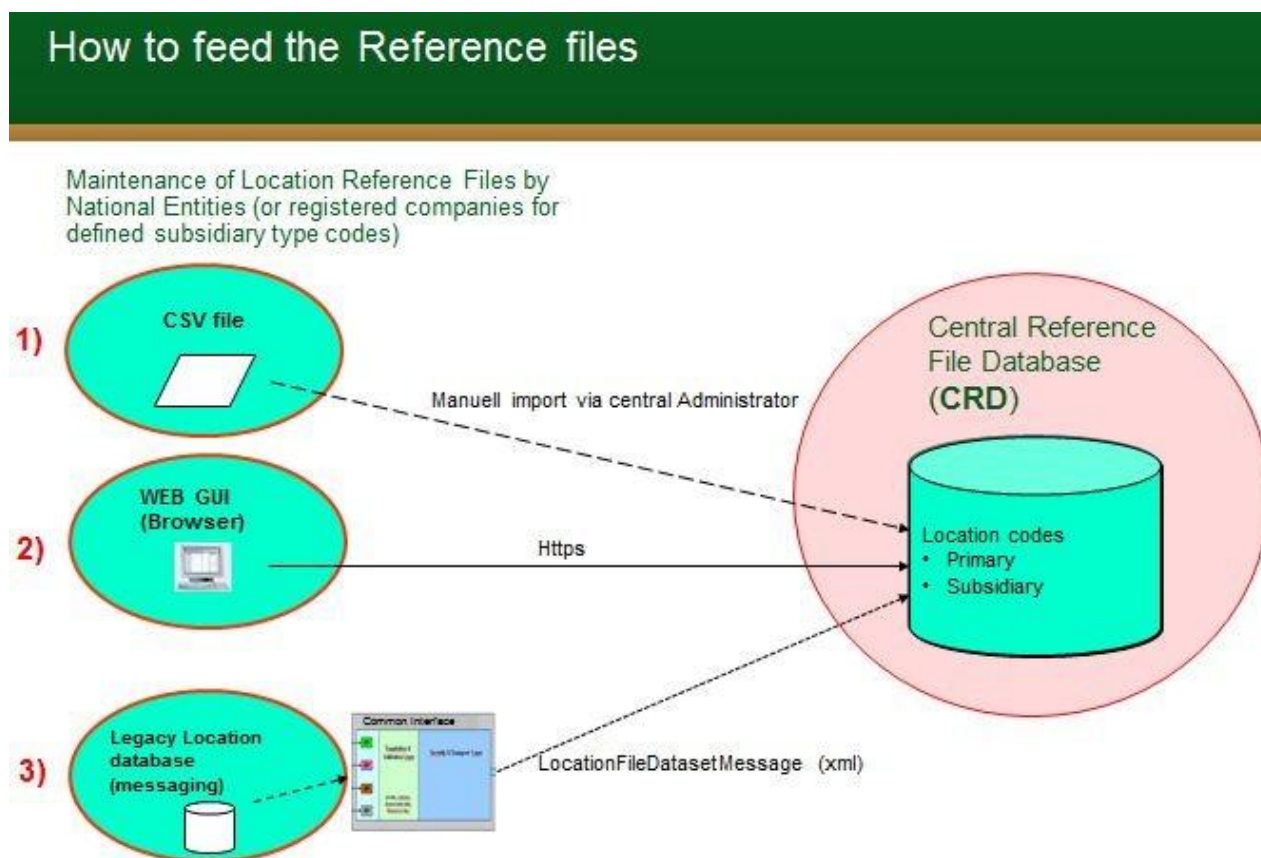 How to feed the Reference files
Maintenance of Location Reference Files by
National Entities (or registered companies for
defined subsidiary type codes)
1)
CSV file
Manuell import via central Administrator
Central Reference
File Database
(CRD)
2)
WEB GUI
(Browser)
Https
Location codes
• Primary
• Subsidiary
3)
Legacy Location
database
(messaging)
Common Interface
LocationFileDatasetMessage (xml)